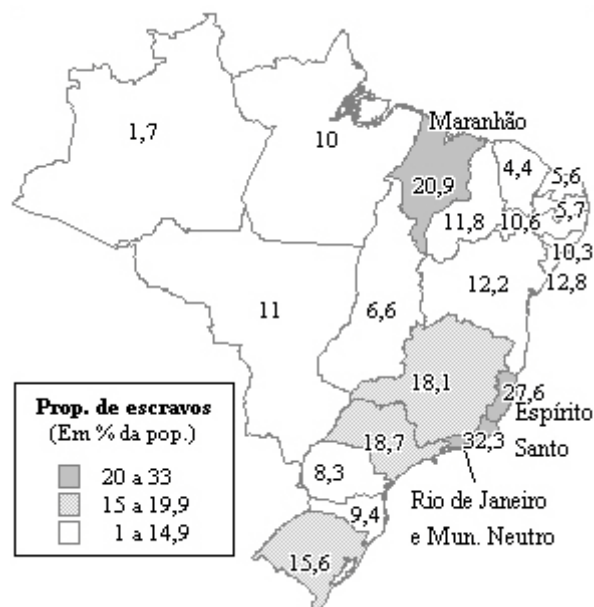 Maranhão
1,7
10
4,4
5,6
20,9
5,7
11,8
10,6
10,3
12,2
12,8
11
6,6
18,1
27,6
Espírito
Santo
18,7
32,3
8,3
Rio de Janeiro
e Mun. Neutro
9,4
15,6
Prop. de escravos
(Em % da pop.)
20 a 33
15 a 19,9
1 a 14,9